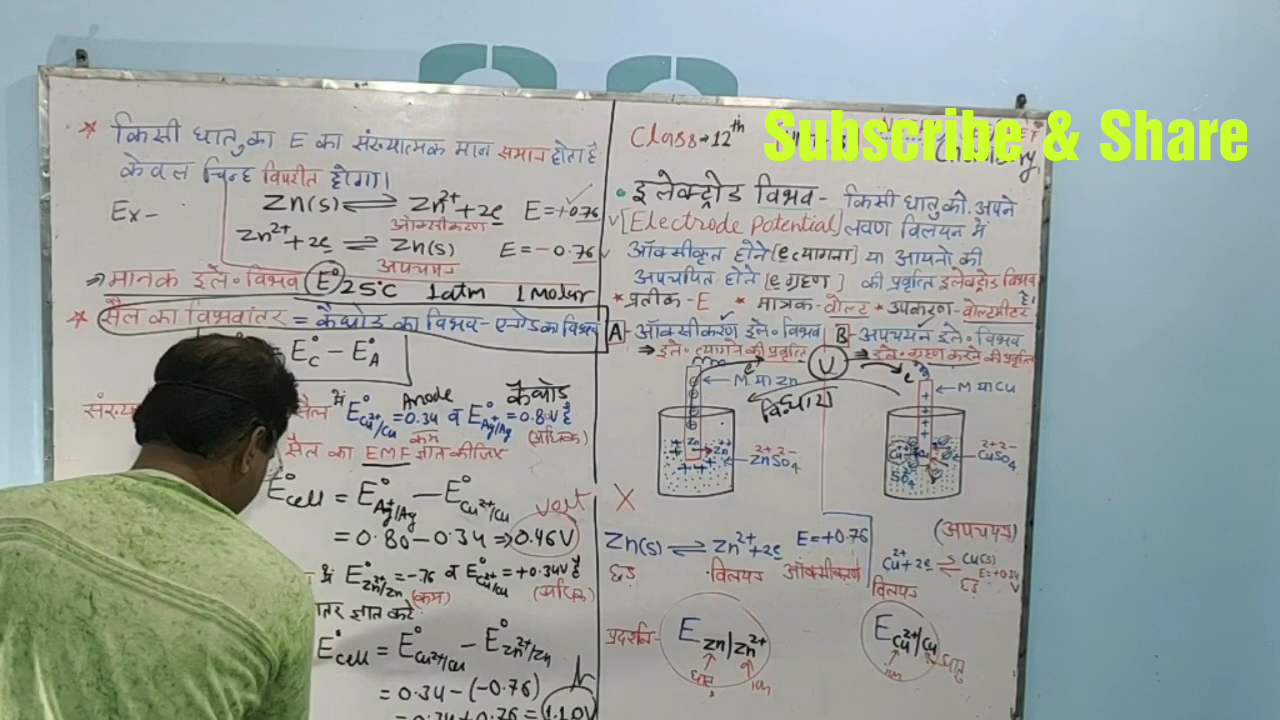 Subscribe & Share
* किसी धातु का E का संख्यात्मक मान समान होता है
केवल चिन्ह विपरीत होगा।
Ex- Zn(s) ⇌ Zn²⁺ + 2e E=+0.76
ऑक्सीकरण
Zn²⁺ + 2e ⇌ Zn(s) E=-0.76
अपचयन
⇒ मानक इले॰ विभव E° 25°C 1atm 1 Molar
* सैल का विभवांतर = कैथोड का विभव - एनोड का विभव
E°C - E°A
Anode कैथोड
संख्या सैल में E°Cu²⁺/Cu = 0.34 व E°Ag⁺/Ag = 0.80V है
कम (अधिक)
सैल का EMF ज्ञात कीजिए
E°cell = E°Ag⁺/Ag - E°Cu²⁺/Cu
= 0.80 - 0.34 ⇒ 0.46V volt
में E°Zn²⁺/Zn = -.76 व E°Cu²⁺/Cu = +0.34V है
(कम) (अधिक)
ज्ञात करे
E°cell = E°Cu²⁺/Cu - E°Zn²⁺/Zn
= 0.34 - (-0.76)
= 0.34 + 0.76 = 1.10V
Class → 12th
Chemistry
• इलेक्ट्रोड विभव - किसी धातु को अपने
[Electrode Potential] लवण विलयन में
ऑक्सीकृत होने [e त्यागना] या आयनो की
अपचयित होने [e ग्रहण ] की प्रवृत्ति इलेक्ट्रोड विभव है।
* प्रतीक - E * मात्रक - वोल्ट * उपकरण - वोल्टमीटर
A- ऑक्सीकरण इले॰ विभव B- अपचयन इले॰ विभव
⇒ इले॰ त्यागने की प्रवृत्ति V ⇒ इले॰ ग्रहण करने की प्रवृत्ति
e e
M या Zn M या Cu
विद्युधारा
Zn Zn²⁺ Cu²⁺
ZnSO₄ CuSO₄
SO₄
X
(अपचयन)
Zn(s) ⇌ Zn²⁺ + 2e E=+0.76 Cu²⁺ + 2e ⇌ Cu(s)
E=+0.34 V
छड विलयन ऑक्सीकरण विलयन छड
प्रदर्शन- E Zn/Zn²⁺ E Cu²⁺/Cu
धातु